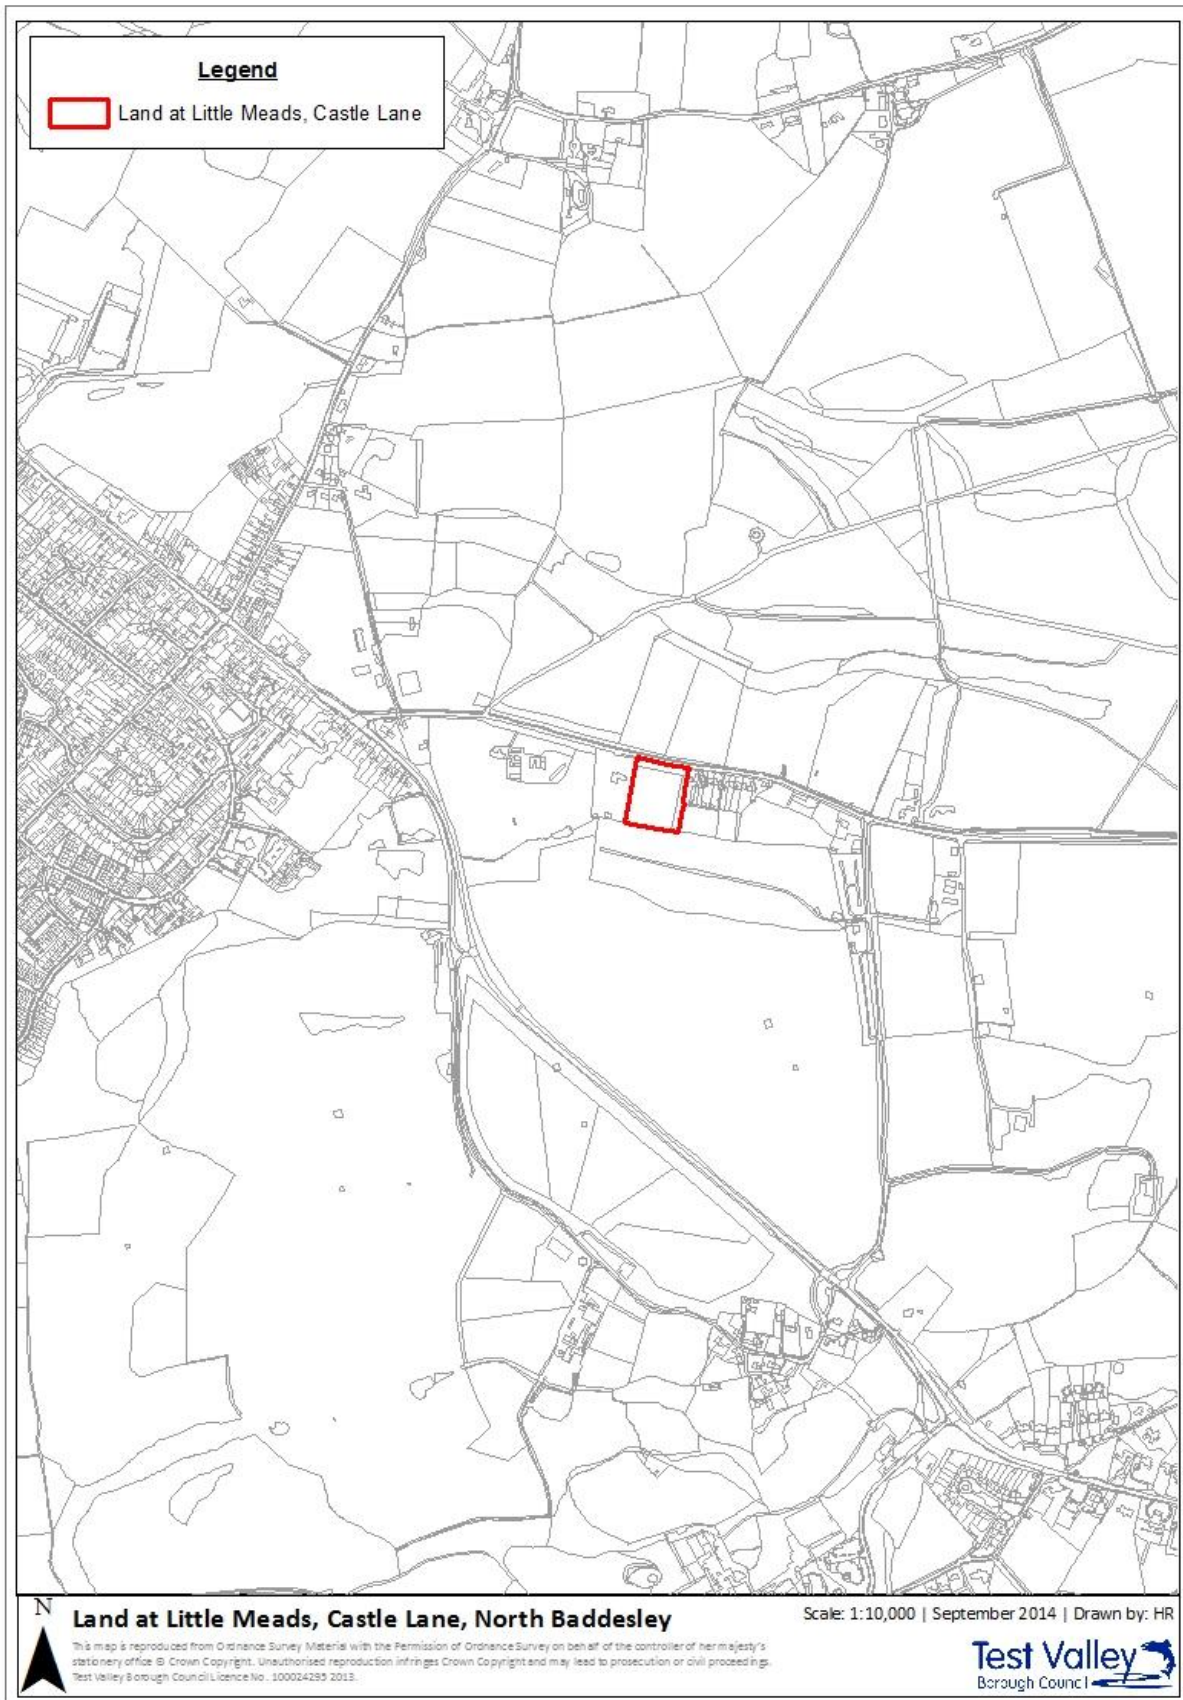 Legend
Land at Little Meads, Castle Lane
N
Land at Little Meads, Castle Lane, North Baddesley
Scale: 1:10,000 | September 2014 | Drawn by: HR
This map is reproduced from Ordnance Survey Material with the Permission of Ordnance Survey on behalf of the controller of her majesty's
stationery office © Crown Copyright. Unauthorised reproduction infringes Crown Copyright and may lead to prosecution or civil proceedings.
Test Valley Borough Council Licence No. 100024295 2013.
Test Valley
Borough Council